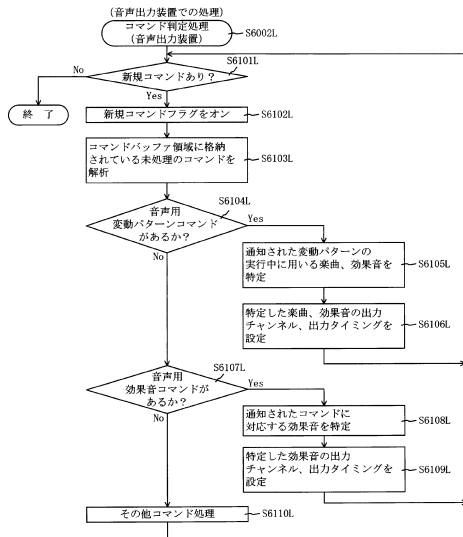 (音声出力装置での処理)
コマンド判定処理
(音声出力装置)
S6002L
S6101L
新規コマンドあり？
No
Yes
終 了
新規コマンドフラグをオン
S6102L
コマンドバッファ領域に格納
されている未処理のコマンドを
解析
S6103L
S6104L
音声用
変動パターンコマンド
があるか？
Yes
No
通知された変動パターンの
実行中に用いる楽曲、効果音を
特定
S6105L
特定した楽曲、効果音の出力
チャンネル、出力タイミングを
設定
S6106L
S6107L
音声用
効果音コマンドが
あるか？
Yes
No
通知されたコマンドに
対応する効果音を特定
S6108L
特定した効果音の出力
チャンネル、出力タイミングを
設定
S6109L
その他コマンド処理
S6110L